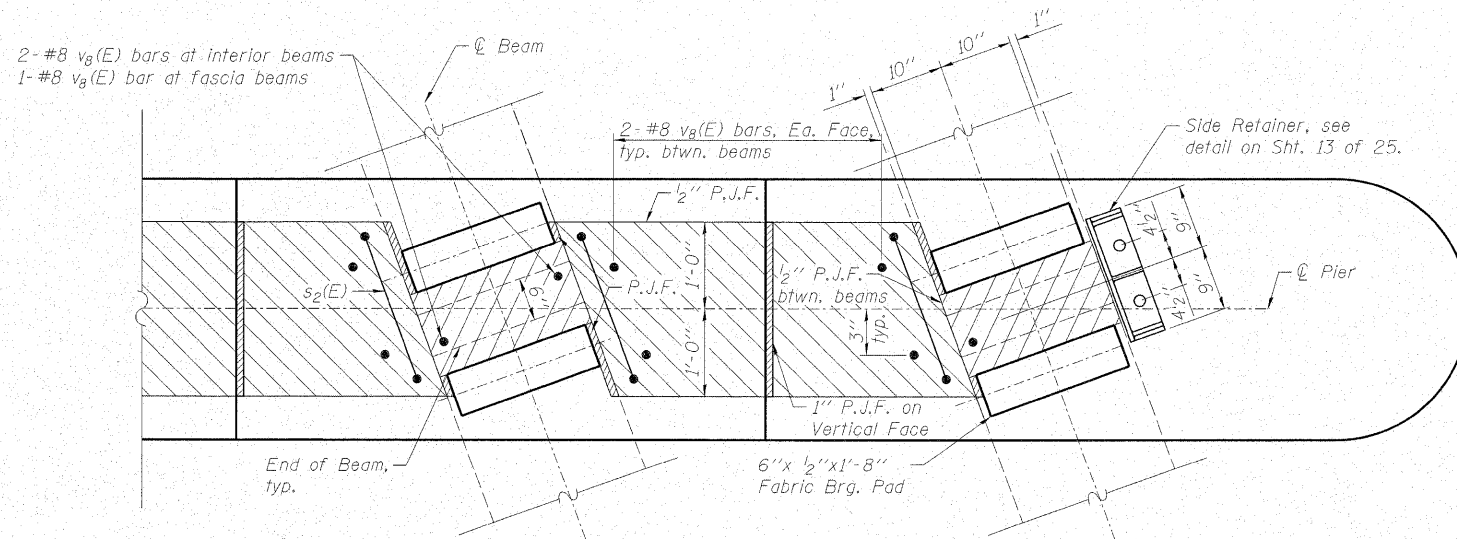 2-#8 v8(E) bars at interior beams
1-#8 v8(E) bar at fascia beams
℄ Beam
1"
10"
10"
1"
2-#8 v8(E) bars, Ea. Face,
typ. btwn. beams
Side Retainer, see
detail on Sht. 13 of 25.
1/2" P.J.F.
s2(E)
6"
P.J.F.
1'-0"
1'-0"
1/2" P.J.F.
btwn. beams
3"
typ.
4 1/2"
9"
4 1/2"
9"
℄ Pier
1" P.J.F. on
Vertical Face
End of Beam,
typ.
6"x 1/2"x1'-8"
Fabric Brg. Pad